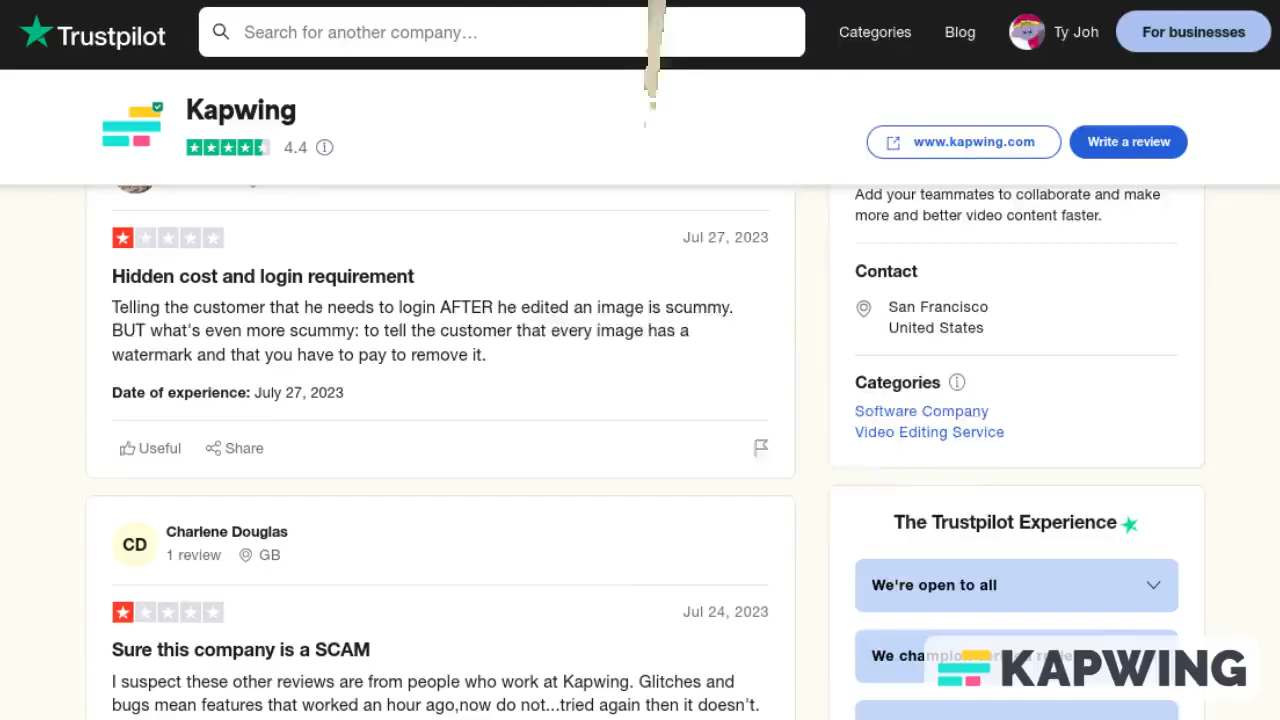 Trustpilot
Search for another company…
Categories
Blog
Ty Joh
For businesses
Kapwing
4.4
www.kapwing.com
Write a review
Jul 27, 2023
Hidden cost and login requirement
Telling the customer that he needs to login AFTER he edited an image is scummy.
BUT what's even more scummy: to tell the customer that every image has a
watermark and that you have to pay to remove it.
Date of experience: July 27, 2023
Useful
Share
CD
Charlene Douglas
1 review
GB
Jul 24, 2023
Sure this company is a SCAM
I suspect these other reviews are from people who work at Kapwing. Glitches and
bugs mean features that worked an hour ago,now do not...tried again then it doesn't.
Add your teammates to collaborate and make
more and better video content faster.
Contact
San Francisco
United States
Categories
Software Company
Video Editing Service
The Trustpilot Experience
We're open to all
We champion
KAPWING